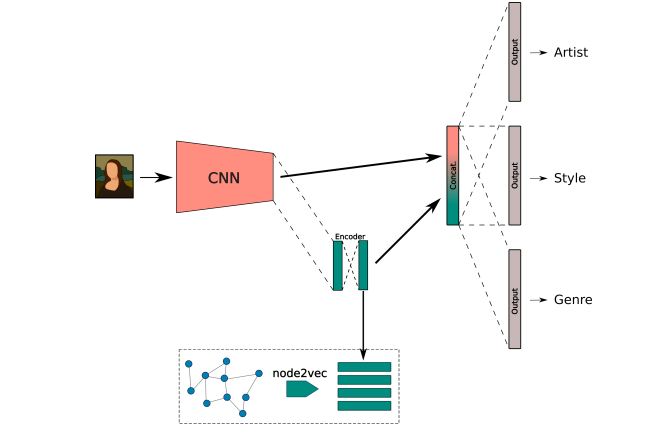 Output
Artist
CNN
Concat.
Output
Style
Encoder
Output
Genre
node2vec